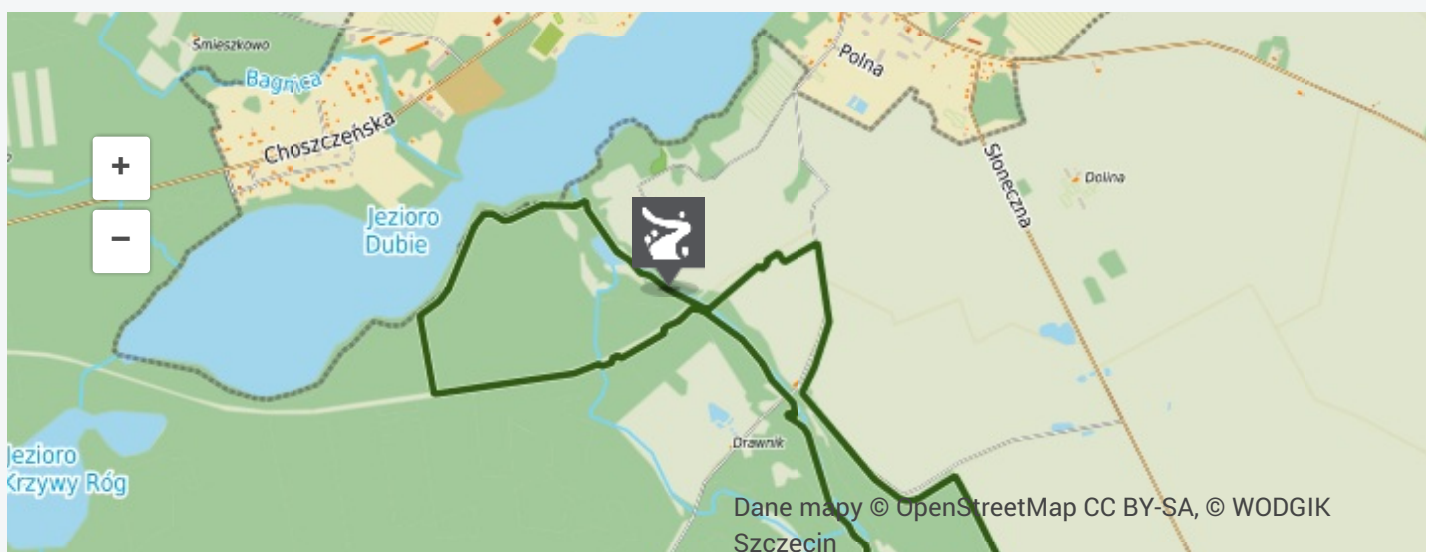 Śmieszkowo
Bagnica
Choszczeńska
Polna
Słoneczna
Dolina
+
−
Jezioro
Dubie
Drawnik
Jezioro
Krzywy Róg
Dane mapy © OpenStreetMap CC BY-SA, © WODGIK
Szczecin